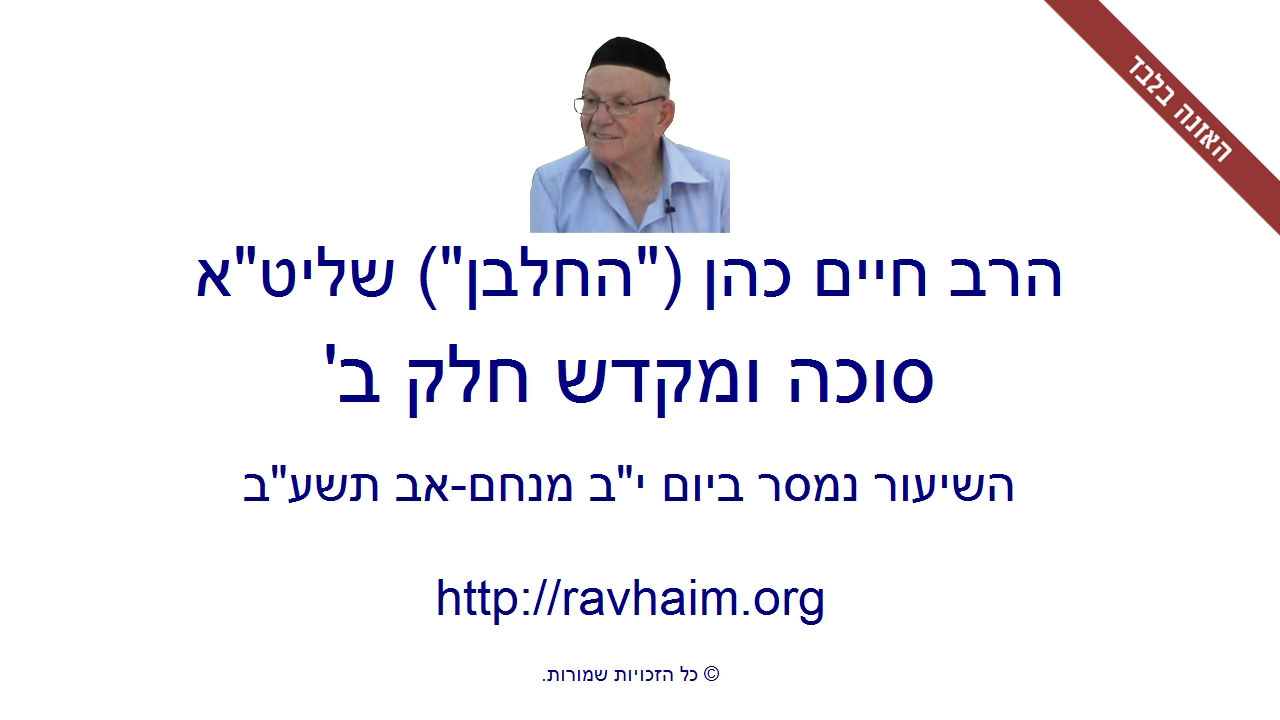 האזנה בלבד
הרב חיים כהן ("החלבן") שליט"א
סוכה ומקדש חלק ב'
השיעור נמסר ביום י"ב מנחם-אב תשע"ב
http://ravhaim.org
© כל הזכויות שמורות.